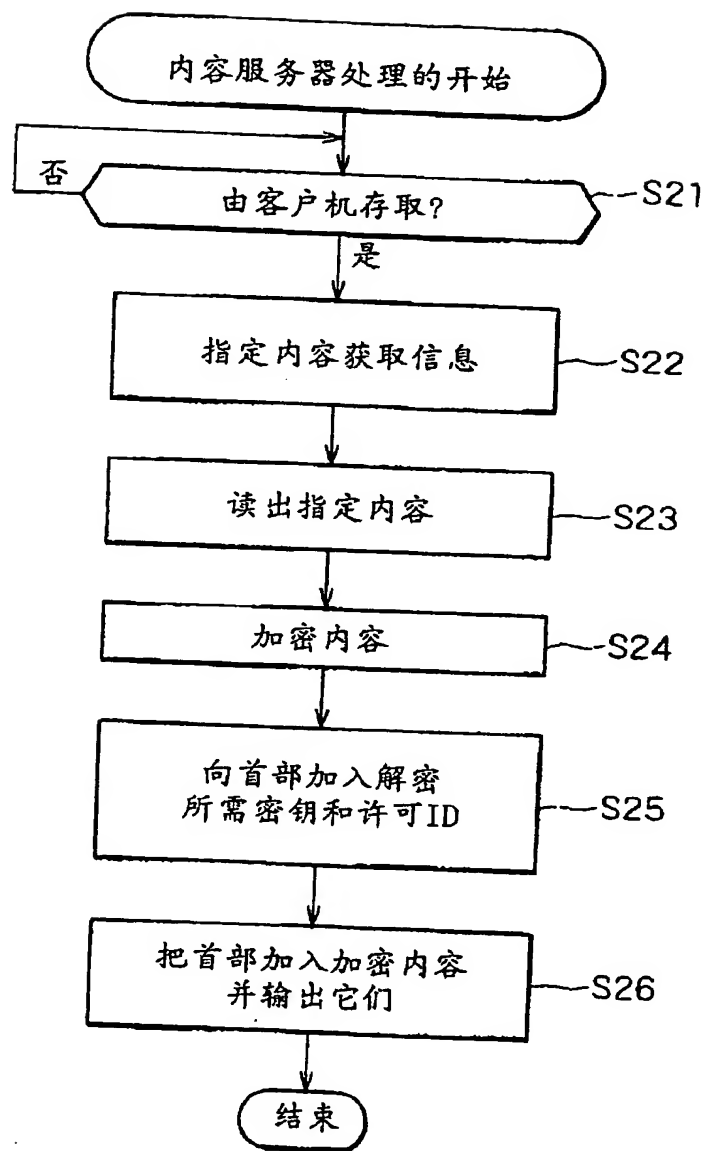 内容服务器处理的开始
否
由客户机存取?
S21
是
指定内容获取信息
S22
读出指定内容
S23
加密内容
S24
向首部加入解密
所需密钥和许可ID
S25
把首部加入加密内容
并输出它们
S26
结束